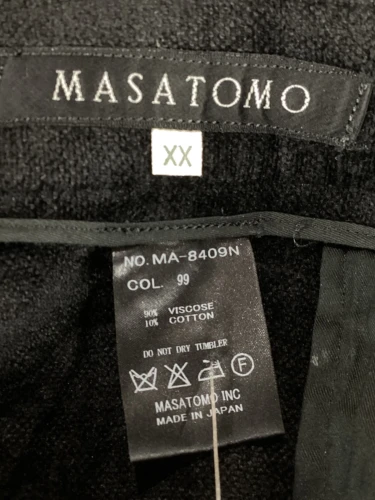 MASATOMO
XX
NO. MA-8409N
COL. 99
90% VISCOSE
10% COTTON
DO NOT DRY TUMBLER
F
MASATOMO INC
MADE IN JAPAN